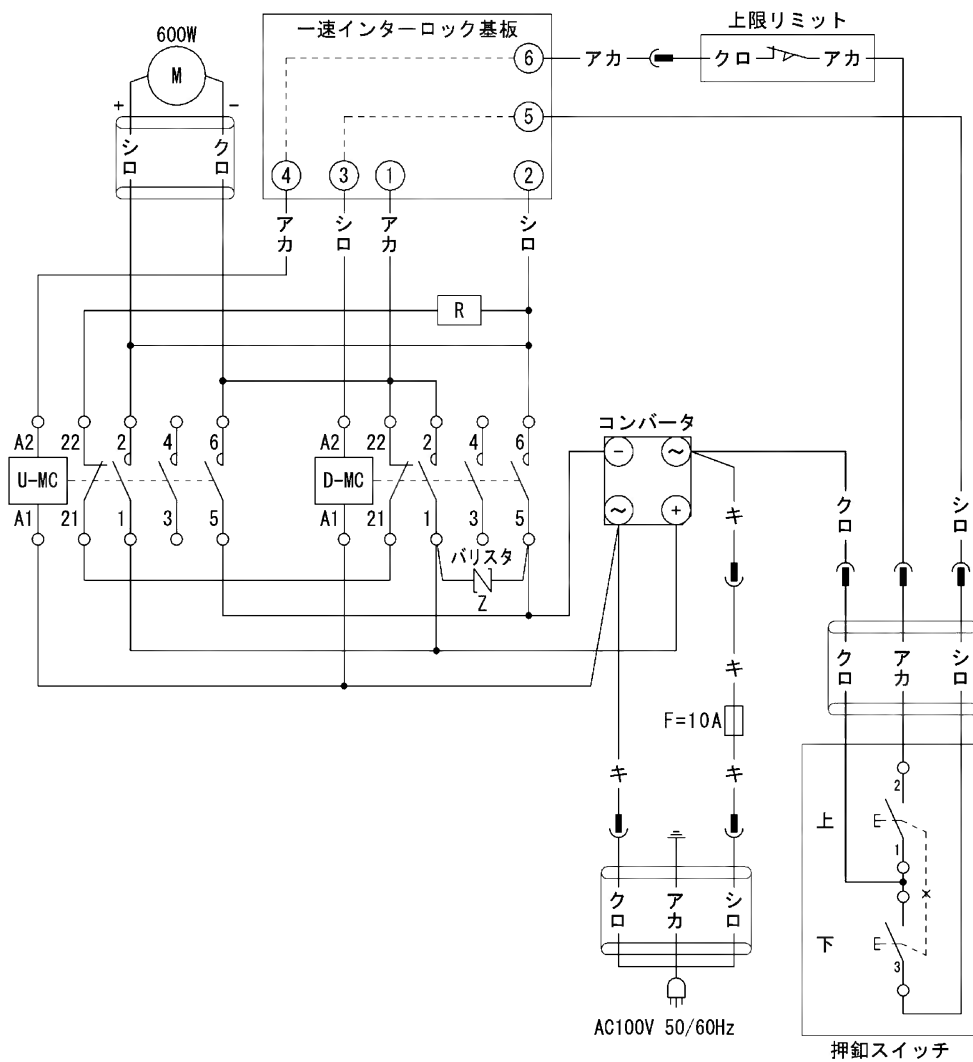 600W
M
+
-
シロ
クロ
一速インターロック基板
6
5
4
3
1
2
アカ
シロ
アカ
シロ
上限リミット
アカ
クロ
アカ
R
A2
22
2
4
6
U-MC
A1
21
1
3
5
A2
22
2
4
6
D-MC
A1
21
1
3
5
バリスタ
Z
コンバータ
-
~
~
+
キ
キ
F=10A
キ
キ
クロ
シロ
クロ
アカ
シロ
クロ
アカ
シロ
AC100V 50/60Hz
上
2
1
下
3
押釦スイッチ